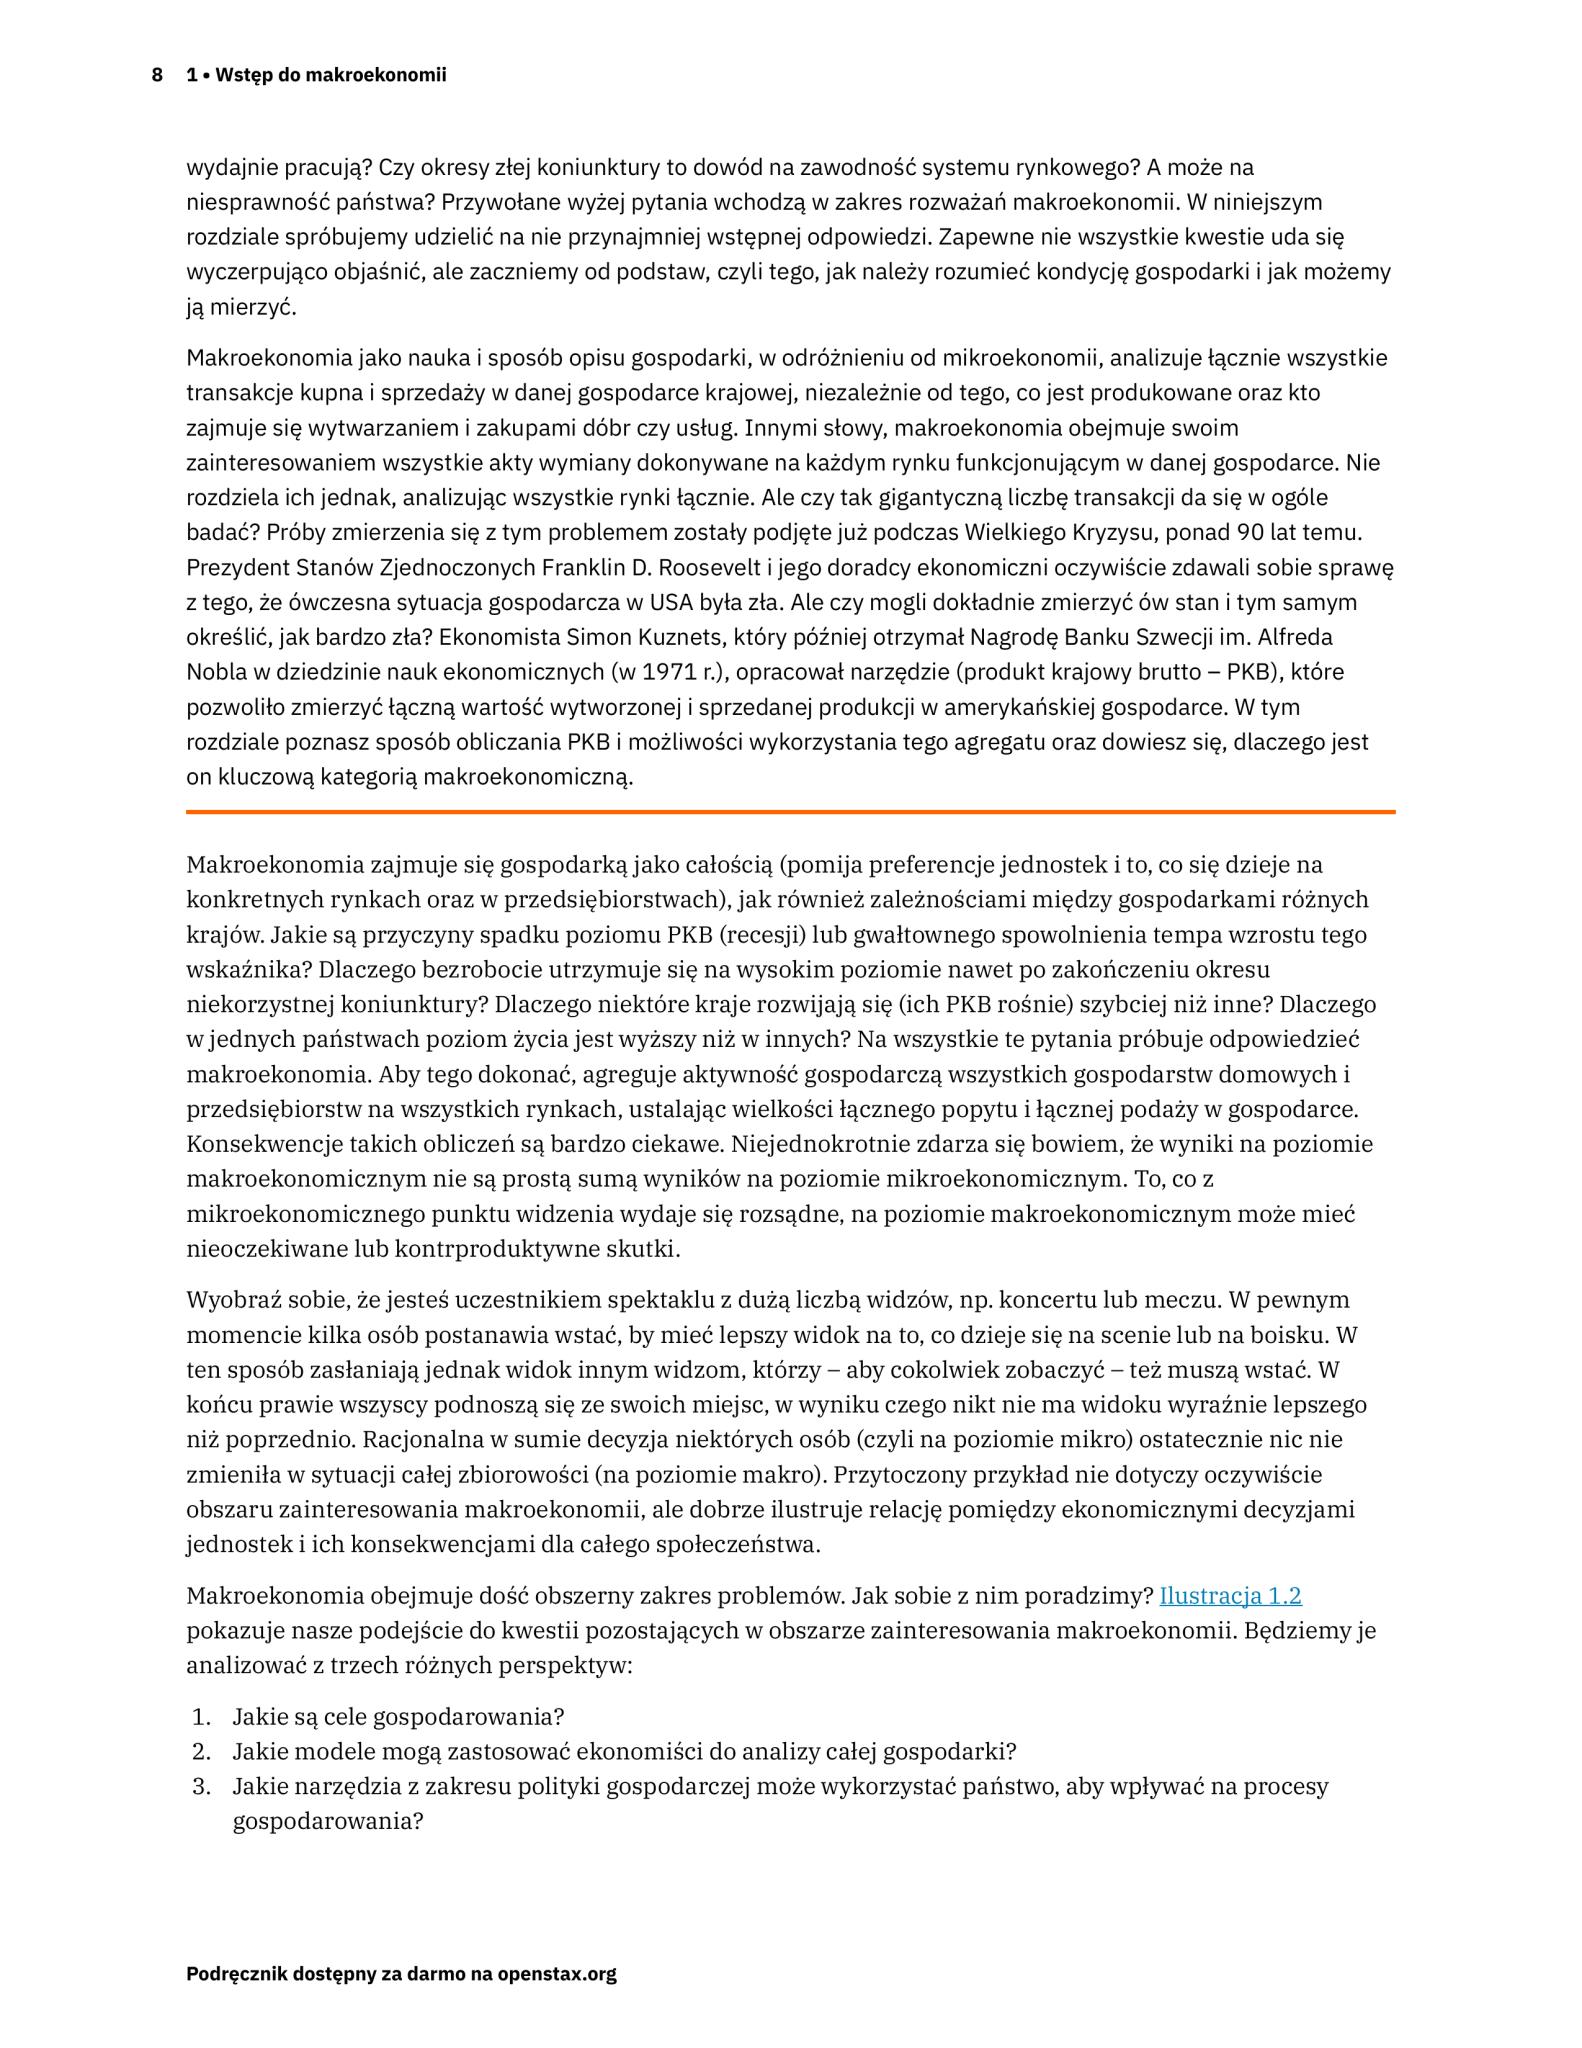 8 1 • Wstęp do makroekonomii
wydajnie pracują? Czy okresy złej koniunktury to dowód na zawodność systemu rynkowego? A może na
niesprawność państwa? Przywołane wyżej pytania wchodzą w zakres rozważań makroekonomii. W niniejszym
rozdziale spróbujemy udzielić na nie przynajmniej wstępnej odpowiedzi. Zapewne nie wszystkie kwestie uda się
wyczerpująco objaśnić, ale zaczniemy od podstaw, czyli tego, jak należy rozumieć kondycję gospodarki i jak możemy
ją mierzyć.
Makroekonomia jako nauka i sposób opisu gospodarki, w odróżnieniu od mikroekonomii, analizuje łącznie wszystkie
transakcje kupna i sprzedaży w danej gospodarce krajowej, niezależnie od tego, co jest produkowane oraz kto
zajmuje się wytwarzaniem i zakupami dóbr czy usług. Innymi słowy, makroekonomia obejmuje swoim
zainteresowaniem wszystkie akty wymiany dokonywane na każdym rynku funkcjonującym w danej gospodarce. Nie
rozdziela ich jednak, analizując wszystkie rynki łącznie. Ale czy tak gigantyczną liczbę transakcji da się w ogóle
badać? Próby zmierzenia się z tym problemem zostały podjęte już podczas Wielkiego Kryzysu, ponad 90 lat temu.
Prezydent Stanów Zjednoczonych Franklin D. Roosevelt i jego doradcy ekonomiczni oczywiście zdawali sobie sprawę
z tego, że ówczesna sytuacja gospodarcza w USA była zła. Ale czy mogli dokładnie zmierzyć ów stan i tym samym
określić, jak bardzo zła? Ekonomista Simon Kuznets, który później otrzymał Nagrodę Banku Szwecji im. Alfreda
Nobla w dziedzinie nauk ekonomicznych (w 1971 r.), opracował narzędzie (produkt krajowy brutto – PKB), które
pozwoliło zmierzyć łączną wartość wytworzonej i sprzedanej produkcji w amerykańskiej gospodarce. W tym
rozdziale poznasz sposób obliczania PKB i możliwości wykorzystania tego agregatu oraz dowiesz się, dlaczego jest
on kluczową kategorią makroekonomiczną.
Makroekonomia zajmuje się gospodarką jako całością (pomija preferencje jednostek i to, co się dzieje na
konkretnych rynkach oraz w przedsiębiorstwach), jak również zależnościami między gospodarkami różnych
krajów. Jakie są przyczyny spadku poziomu PKB (recesji) lub gwałtownego spowolnienia tempa wzrostu tego
wskaźnika? Dlaczego bezrobocie utrzymuje się na wysokim poziomie nawet po zakończeniu okresu
niekorzystnej koniunktury? Dlaczego niektóre kraje rozwijają się (ich PKB rośnie) szybciej niż inne? Dlaczego
w jednych państwach poziom życia jest wyższy niż w innych? Na wszystkie te pytania próbuje odpowiedzieć
makroekonomia. Aby tego dokonać, agreguje aktywność gospodarczą wszystkich gospodarstw domowych i
przedsiębiorstw na wszystkich rynkach, ustalając wielkości łącznego popytu i łącznej podaży w gospodarce.
Konsekwencje takich obliczeń są bardzo ciekawe. Niejednokrotnie zdarza się bowiem, że wyniki na poziomie
makroekonomicznym nie są prostą sumą wyników na poziomie mikroekonomicznym. To, co z
mikroekonomicznego punktu widzenia wydaje się rozsądne, na poziomie makroekonomicznym może mieć
nieoczekiwane lub kontrproduktywne skutki.
Wyobraź sobie, że jesteś uczestnikiem spektaklu z dużą liczbą widzów, np. koncertu lub meczu. W pewnym
momencie kilka osób postanawia wstać, by mieć lepszy widok na to, co dzieje się na scenie lub na boisku. W
ten sposób zasłaniają jednak widok innym widzom, którzy – aby cokolwiek zobaczyć – też muszą wstać. W
końcu prawie wszyscy podnoszą się ze swoich miejsc, w wyniku czego nikt nie ma widoku wyraźnie lepszego
niż poprzednio. Racjonalna w sumie decyzja niektórych osób (czyli na poziomie mikro) ostatecznie nic nie
zmieniła w sytuacji całej zbiorowości (na poziomie makro). Przytoczony przykład nie dotyczy oczywiście
obszaru zainteresowania makroekonomii, ale dobrze ilustruje relację pomiędzy ekonomicznymi decyzjami
jednostek i ich konsekwencjami dla całego społeczeństwa.
Makroekonomia obejmuje dość obszerny zakres problemów. Jak sobie z nim poradzimy? Ilustracja 1.2
pokazuje nasze podejście do kwestii pozostających w obszarze zainteresowania makroekonomii. Będziemy je
analizować z trzech różnych perspektyw:
1. Jakie są cele gospodarowania?
2. Jakie modele mogą zastosować ekonomiści do analizy całej gospodarki?
3. Jakie narzędzia z zakresu polityki gospodarczej może wykorzystać państwo, aby wpływać na procesy
gospodarowania?
Podręcznik dostępny za darmo na openstax.org